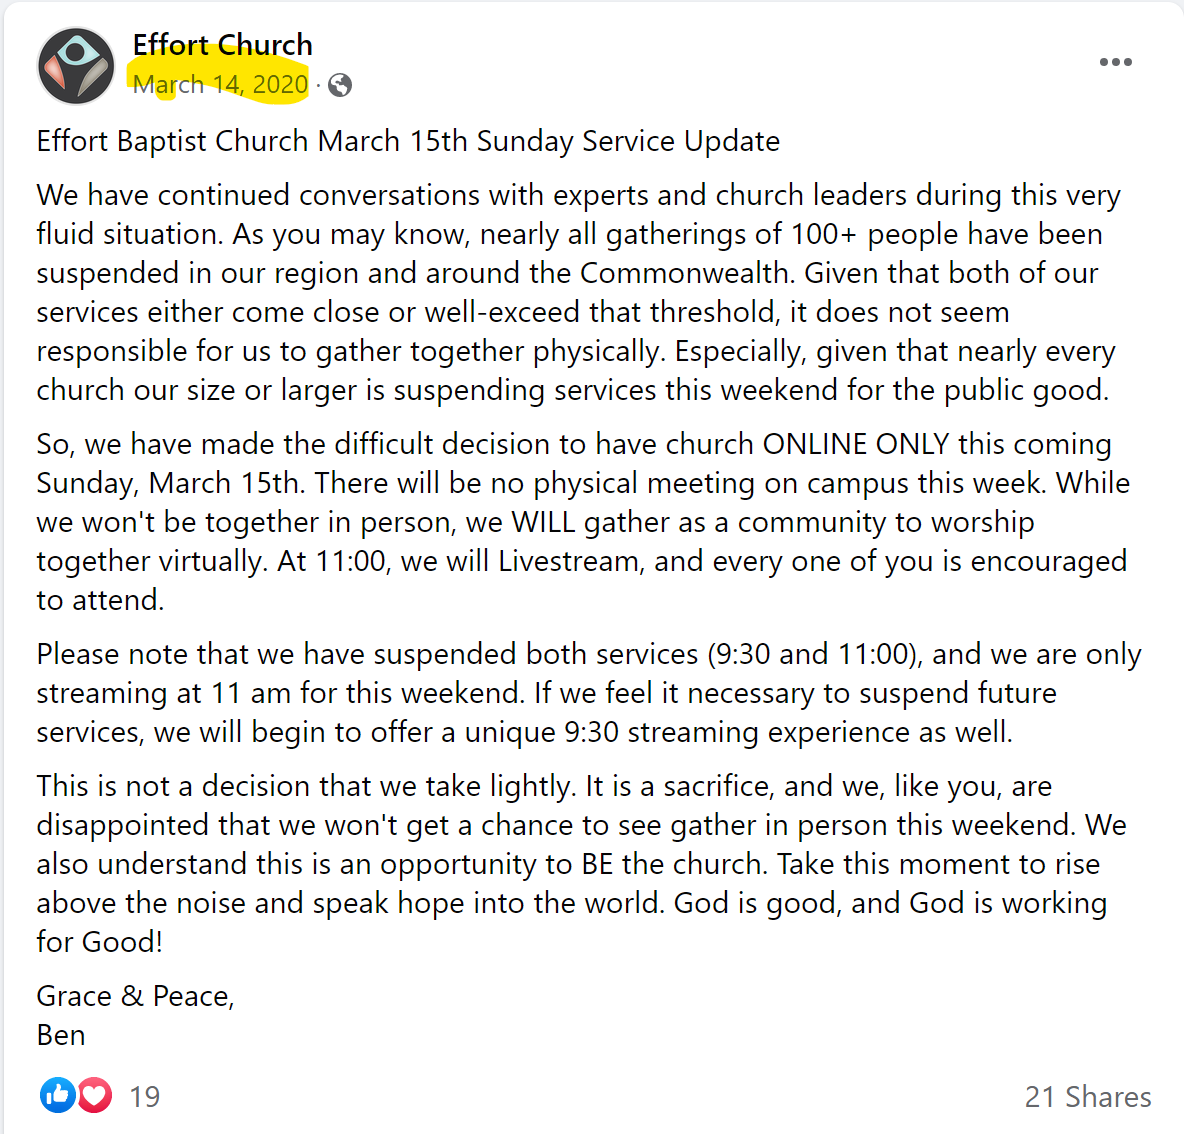 Effort Church
March 14, 2020 ·
Effort Baptist Church March 15th Sunday Service Update
We have continued conversations with experts and church leaders during this very
fluid situation. As you may know, nearly all gatherings of 100+ people have been
suspended in our region and around the Commonwealth. Given that both of our
services either come close or well-exceed that threshold, it does not seem
responsible for us to gather together physically. Especially, given that nearly every
church our size or larger is suspending services this weekend for the public good.
So, we have made the difficult decision to have church ONLINE ONLY this coming
Sunday, March 15th. There will be no physical meeting on campus this week. While
we won't be together in person, we WILL gather as a community to worship
together virtually. At 11:00, we will Livestream, and every one of you is encouraged
to attend.
Please note that we have suspended both services (9:30 and 11:00), and we are only
streaming at 11 am for this weekend. If we feel it necessary to suspend future
services, we will begin to offer a unique 9:30 streaming experience as well.
This is not a decision that we take lightly. It is a sacrifice, and we, like you, are
disappointed that we won't get a chance to see gather in person this weekend. We
also understand this is an opportunity to BE the church. Take this moment to rise
above the noise and speak hope into the world. God is good, and God is working
for Good!
Grace & Peace,
Ben
19
21 Shares